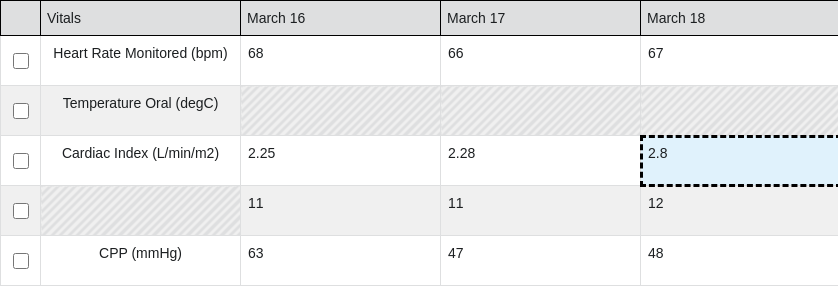 Vitals March 16 March 17 March 18
Heart Rate Monitored (bpm) 68 66 67
Temperature Oral (degC)
Cardiac Index (L/min/m2) 2.25 2.28 2.8
11 11 12
CPP (mmHg) 63 47 48